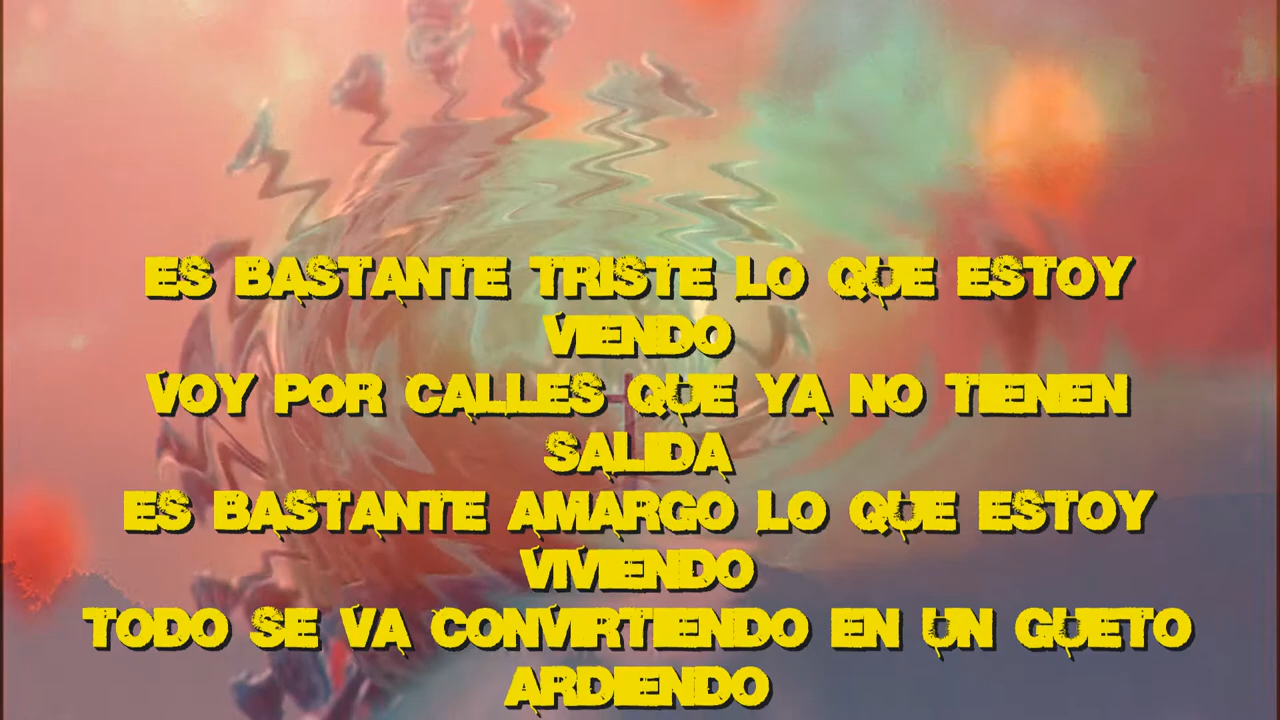 ES BASTANTE TRISTE LO QUE ESTOY
VIENDO
VOY POR CALLES QUE YA NO TIENEN
SALIDA
ES BASTANTE AMARGO LO QUE ESTOY
VIVIENDO
TODO SE VA CONVIRTIENDO EN UN GUETO
ARDIENDO